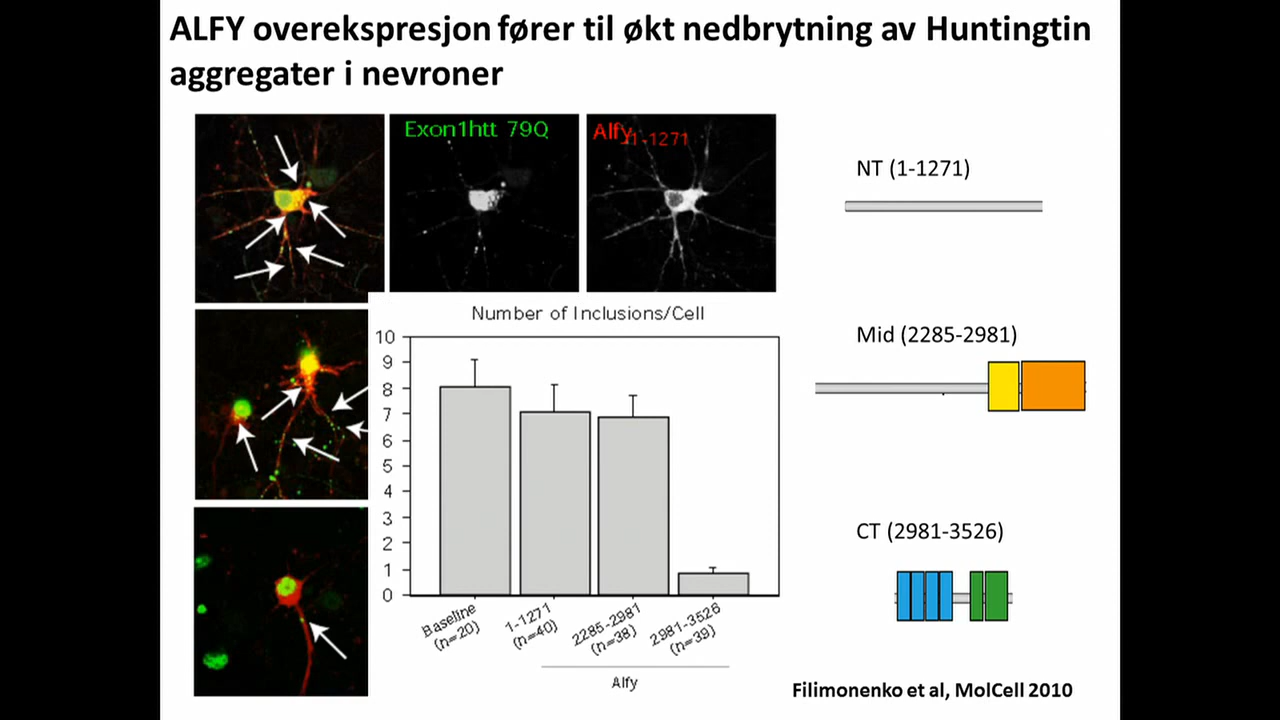 ALFY overekspresjon fører til økt nedbrytning av Huntingtin
aggregater i nevroner
Exon1htt 79Q
Alfy1-1271
NT (1-1271)
Number of Inclusions/Cell
10
9
8
7
6
5
4
3
2
1
0
Baseline
(n=20)
1-1271
(n=40)
2285-2981
(n=38)
2981-3526
(n=39)
Alfy
Mid (2285-2981)
CT (2981-3526)
Filimonenko et al, MolCell 2010